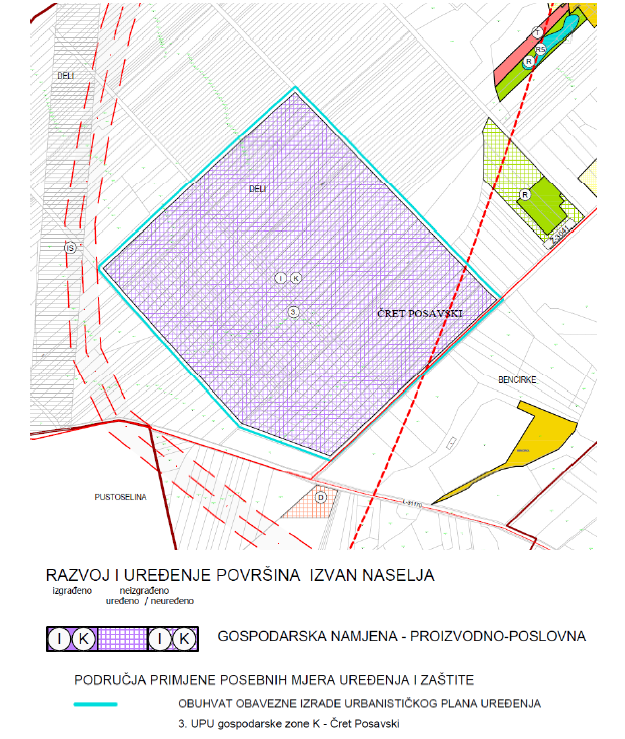 T
DELI
RS
R
DELI
R
IS
I K
3.
ČRET POSAVSKI
BENCIRKE
PUSTOSELINA
D
RAZVOJ I UREĐENJE POVRŠINA IZVAN NASELJA
izgrađeno neizgrađeno
uređeno / neuređeno
I K I K GOSPODARSKA NAMJENA - PROIZVODNO-POSLOVNA
PODRUČJA PRIMJENE POSEBNIH MJERA UREĐENJA I ZAŠTITE
OBUHVAT OBAVEZNE IZRADE URBANISTIČKOG PLANA UREĐENJA
3. UPU gospodarske zone K - Čret Posavski